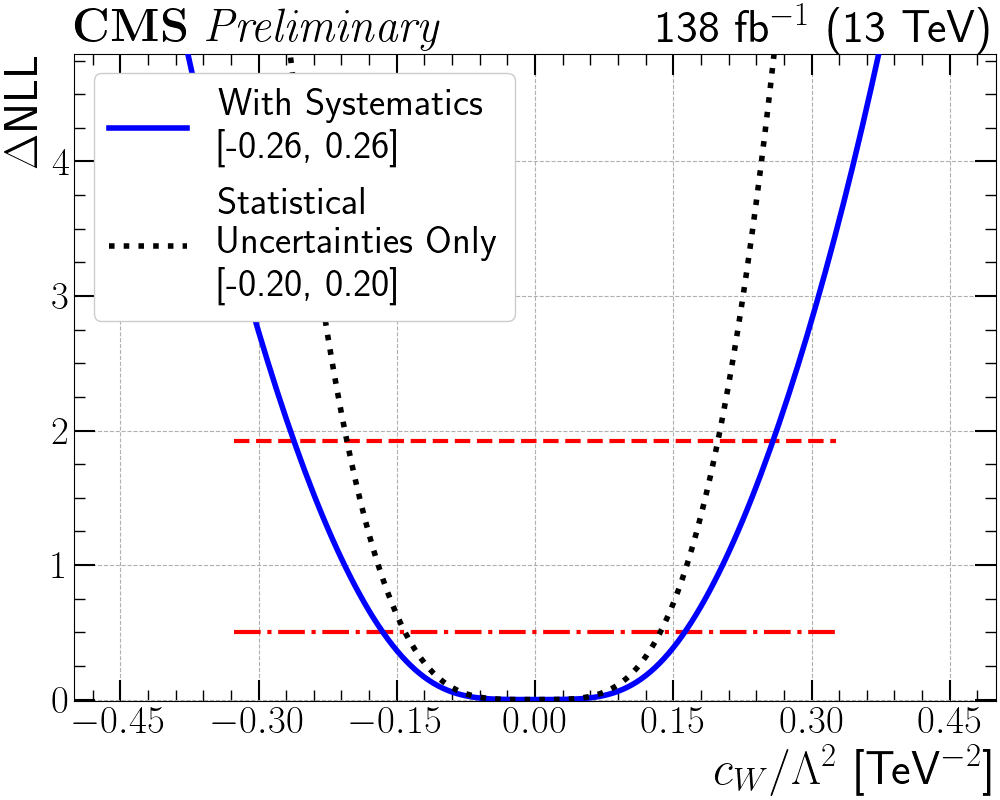 CMS Preliminary 138 fb⁻¹ (13 TeV)
ΔNLL
With Systematics
[-0.26, 0.26]
Statistical
Uncertainties Only
[-0.20, 0.20]
4
3
2
1
0
−0.45 −0.30 −0.15 0.00 0.15 0.30 0.45
c_W/Λ² [TeV⁻²]